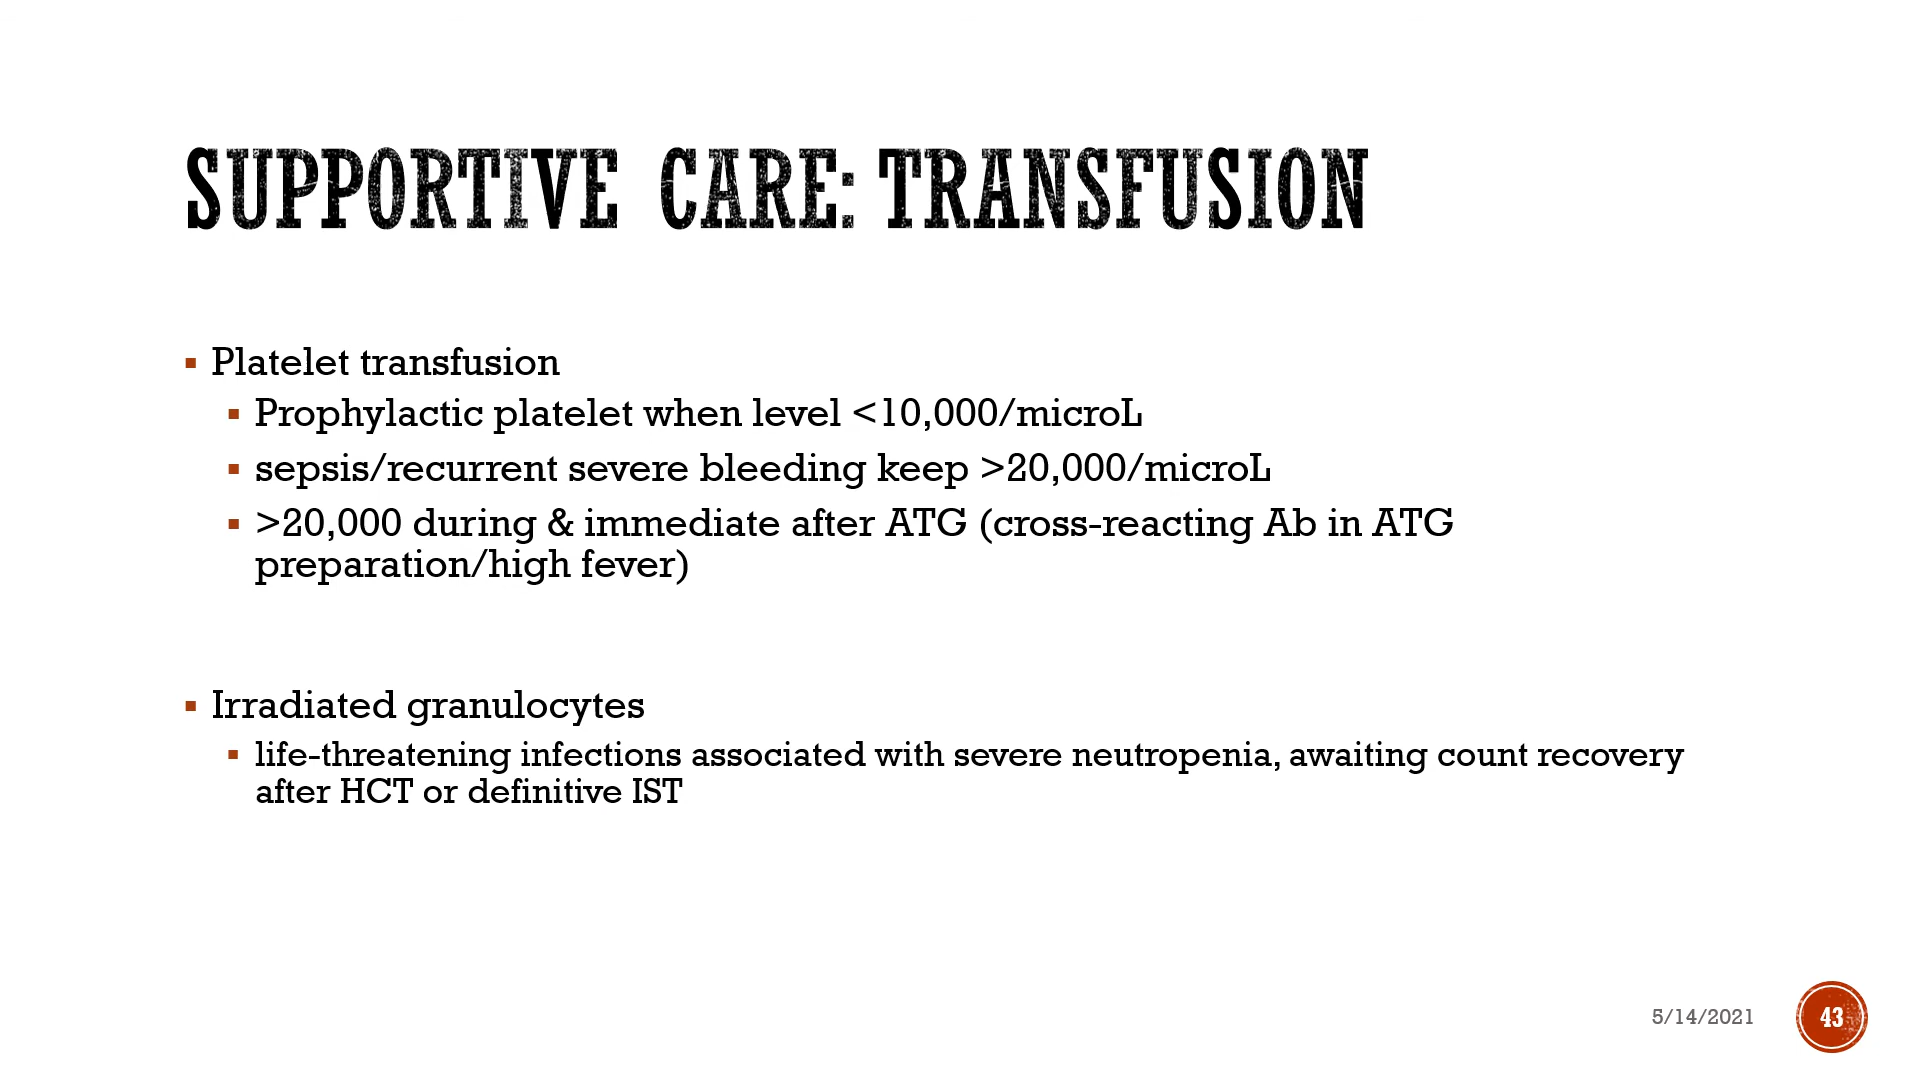 SUPPORTIVE CARE: TRANSFUSION
▪ Platelet transfusion
▪ Prophylactic platelet when level <10,000/microL
▪ sepsis/recurrent severe bleeding keep >20,000/microL
▪ >20,000 during & immediate after ATG (cross-reacting Ab in ATG
preparation/high fever)
▪ Irradiated granulocytes
▪ life-threatening infections associated with severe neutropenia, awaiting count recovery
after HCT or definitive IST
5/14/2021
43